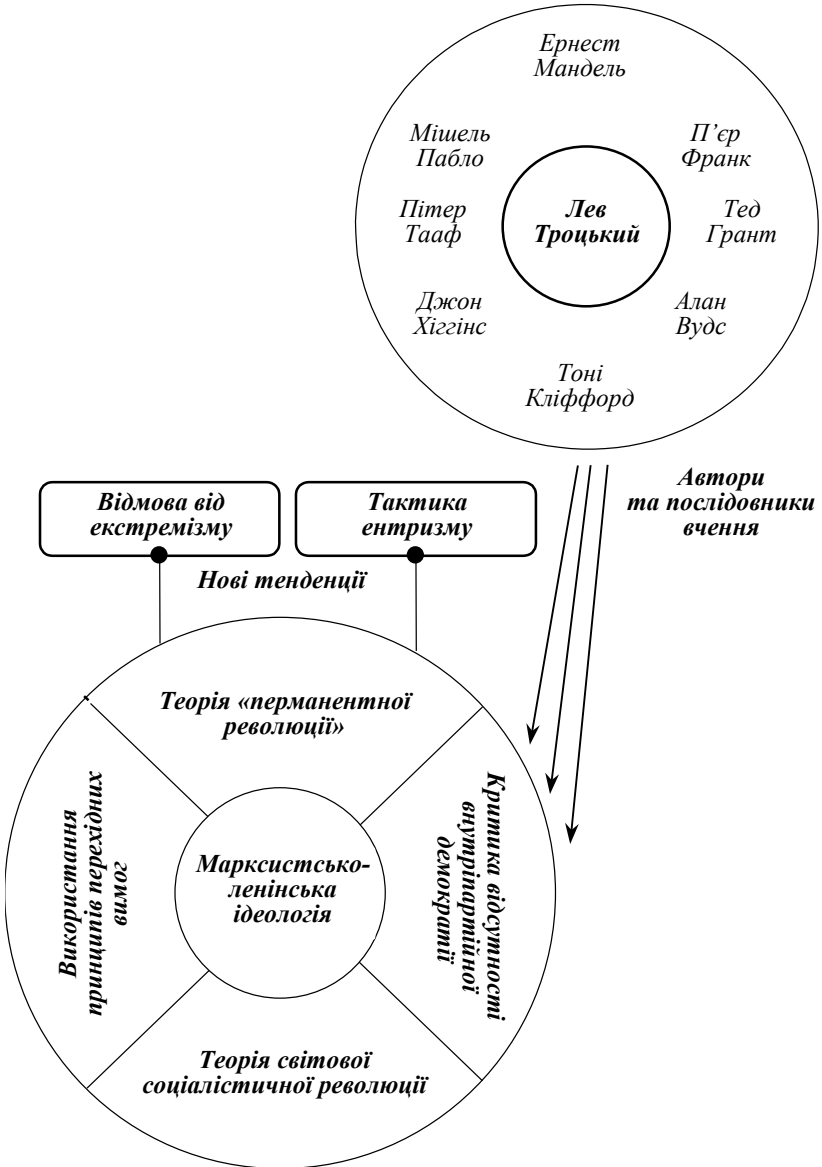 Ернест
Мандель
Мішель
Пабло
П’єр
Франк
Пітер
Тааф
Лев
Троцький
Тед
Грант
Джон
Хіггінс
Алан
Вудс
Тоні
Кліффорд
Автори
та послідовники
вчення
Відмова від
екстремізму
Тактика
ентризму
Нові тенденції
Теорія «перманентної
революції»
Використання
принципів перехідних
вимог
Марксистсько-
ленінська
ідеологія
Критика відсутності
внутріпартійної
демократії
Теорія світової
соціалістичної революції